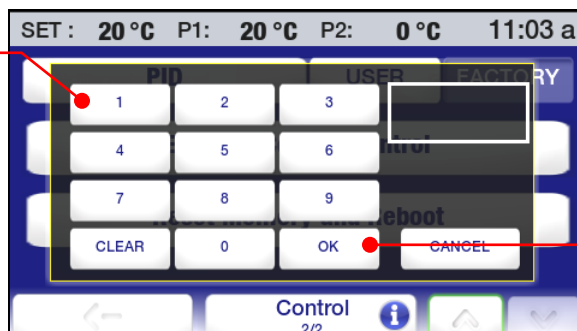 SET : 20 °C P1: 20 °C P2: 0 °C 11:03 a
PID USER FACTORY
1 2 3
4 5 6
7 8 9
Reset Memory and Reboot
CLEAR 0 OK CANCEL
Control
2/2